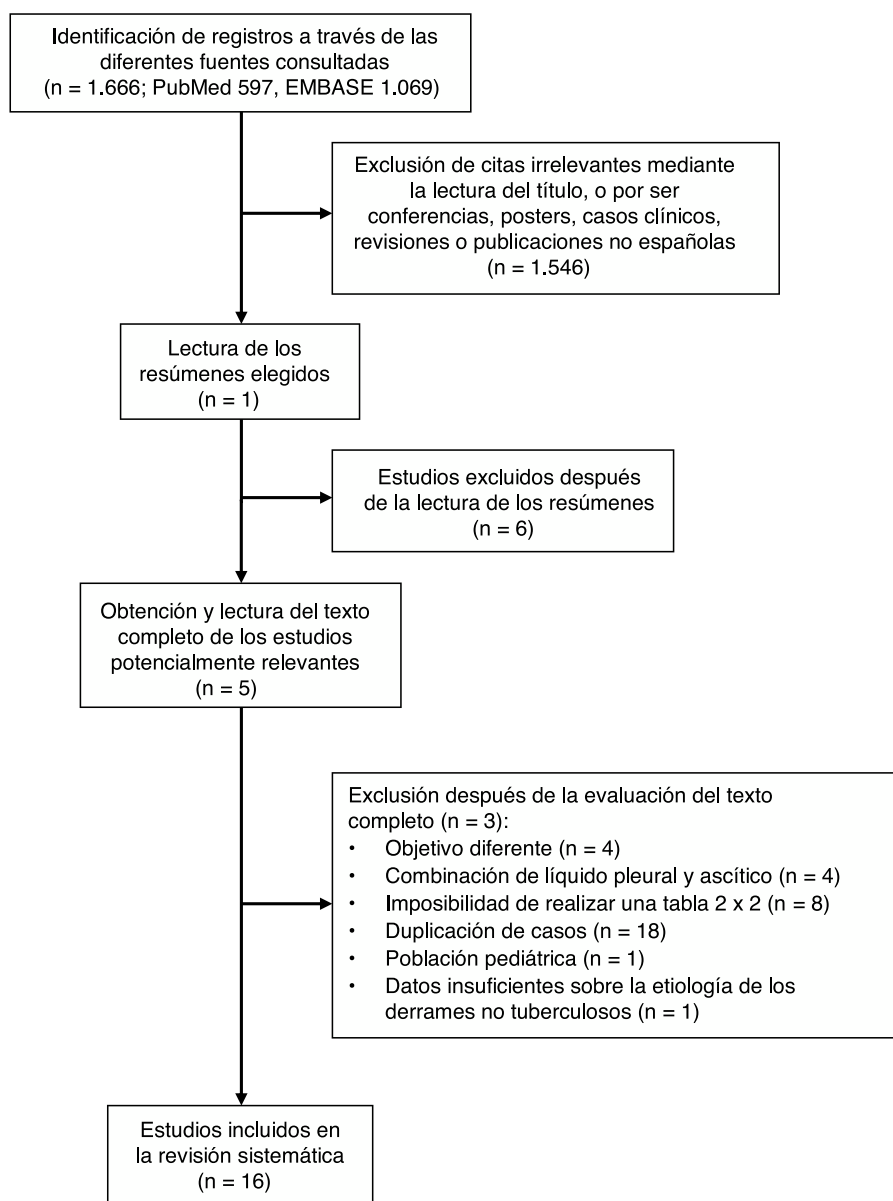 Identificación de registros a través de las
diferentes fuentes consultadas
(n = 1.666; PubMed 597, EMBASE 1.069)
Exclusión de citas irrelevantes mediante
la lectura del título, o por ser
conferencias, posters, casos clínicos,
revisiones o publicaciones no españolas
(n = 1.546)
Lectura de los
resúmenes elegidos
(n = 1)
Estudios excluidos después
de la lectura de los resúmenes
(n = 6)
Obtención y lectura del texto
completo de los estudios
potencialmente relevantes
(n = 5)
Exclusión después de la evaluación del texto
completo (n = 3):
• Objetivo diferente (n = 4)
• Combinación de líquido pleural y ascítico (n = 4)
• Imposibilidad de realizar una tabla 2 x 2 (n = 8)
• Duplicación de casos (n = 18)
• Población pediátrica (n = 1)
• Datos insuficientes sobre la etiología de los
derrames no tuberculosos (n = 1)
Estudios incluidos en
la revisión sistemática
(n = 16)